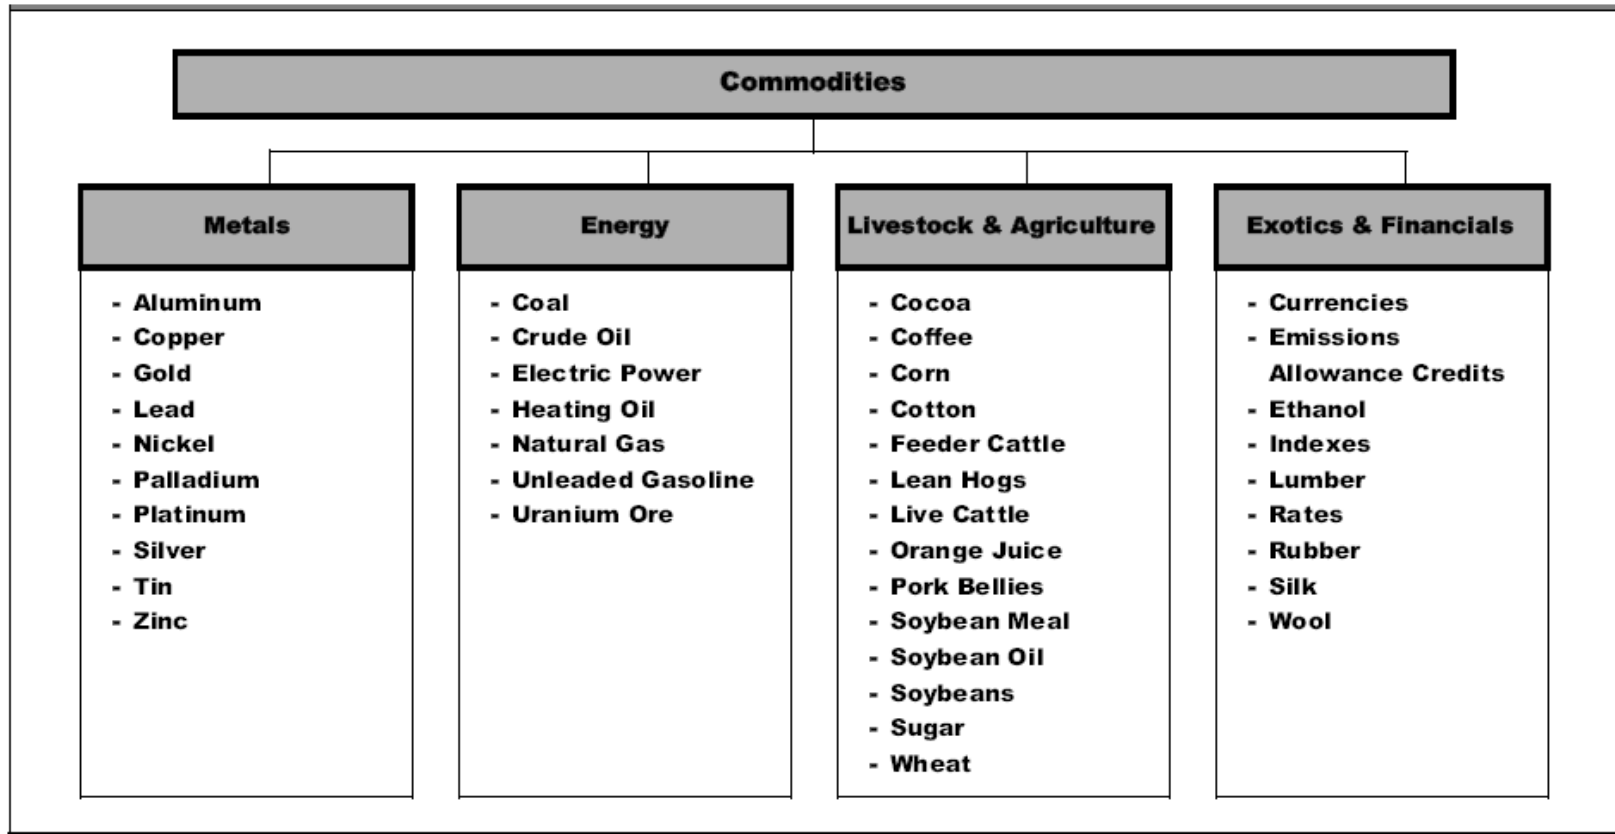 Commodities
Metals
- Aluminum
- Copper
- Gold
- Lead
- Nickel
- Palladium
- Platinum
- Silver
- Tin
- Zinc
Energy
- Coal
- Crude Oil
- Electric Power
- Heating Oil
- Natural Gas
- Unleaded Gasoline
- Uranium Ore
Livestock & Agriculture
- Cocoa
- Coffee
- Corn
- Cotton
- Feeder Cattle
- Lean Hogs
- Live Cattle
- Orange Juice
- Pork Bellies
- Soybean Meal
- Soybean Oil
- Soybeans
- Sugar
- Wheat
Exotics & Financials
- Currencies
- Emissions
Allowance Credits
- Ethanol
- Indexes
- Lumber
- Rates
- Rubber
- Silk
- Wool